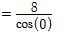 = 8 / cos(0)